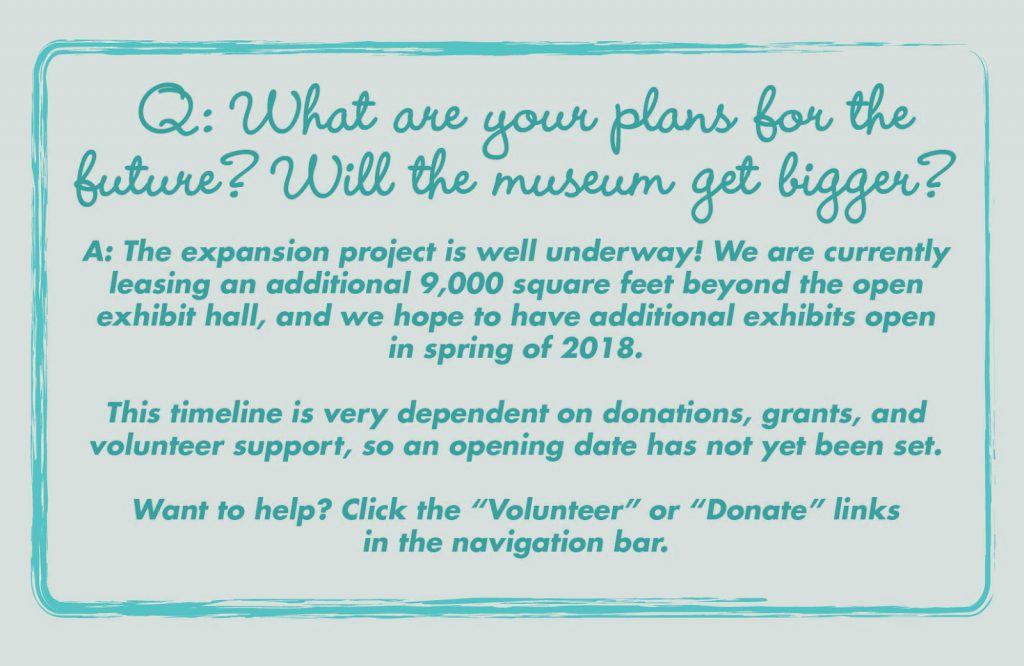 Q: What are your plans for the
future? Will the museum get bigger?
A: The expansion project is well underway! We are currently
leasing an additional 9,000 square feet beyond the open
exhibit hall, and we hope to have additional exhibits open
in spring of 2018.
This timeline is very dependent on donations, grants, and
volunteer support, so an opening date has not yet been set.
Want to help? Click the “Volunteer” or “Donate” links
in the navigation bar.